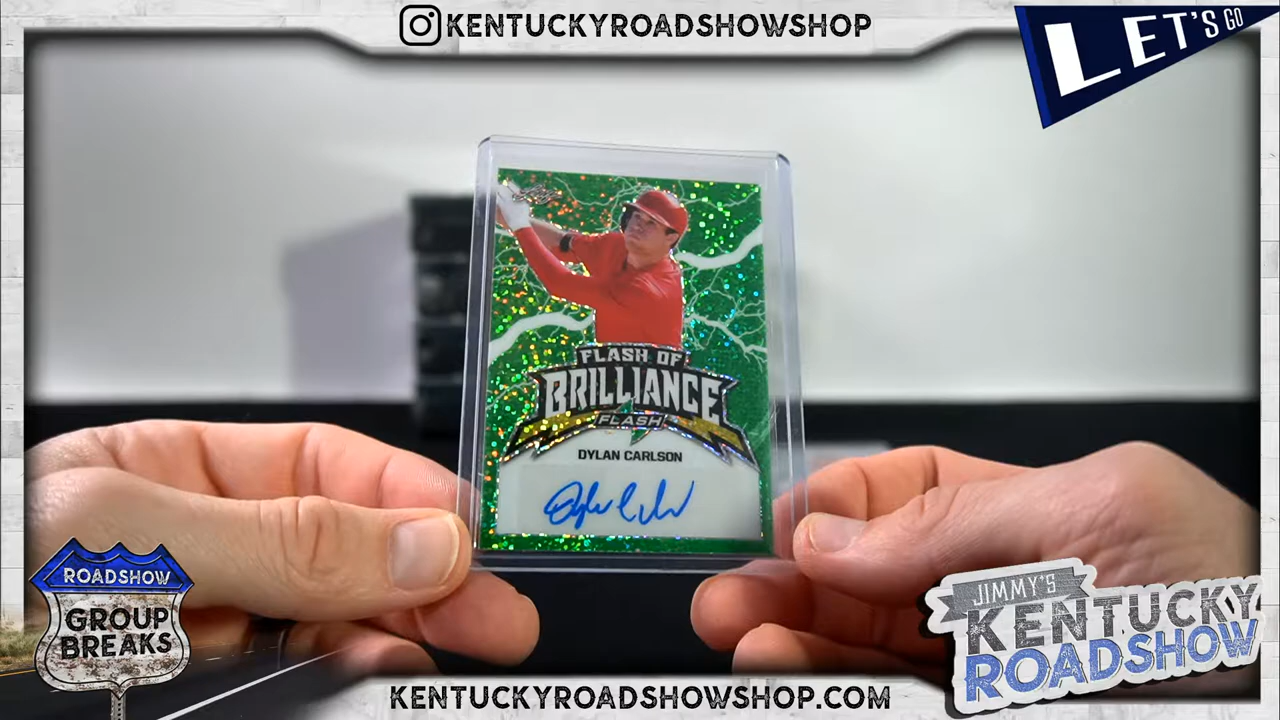 KENTUCKYROADSHOWSHOP
LET'S GO
FLASH OF
BRILLIANCE
FLASH
DYLAN CARLSON
ROADSHOW
GROUP
BREAKS
JIMMY'S
KENTUCKY
ROADSHOW
KENTUCKYROADSHOWSHOP.COM